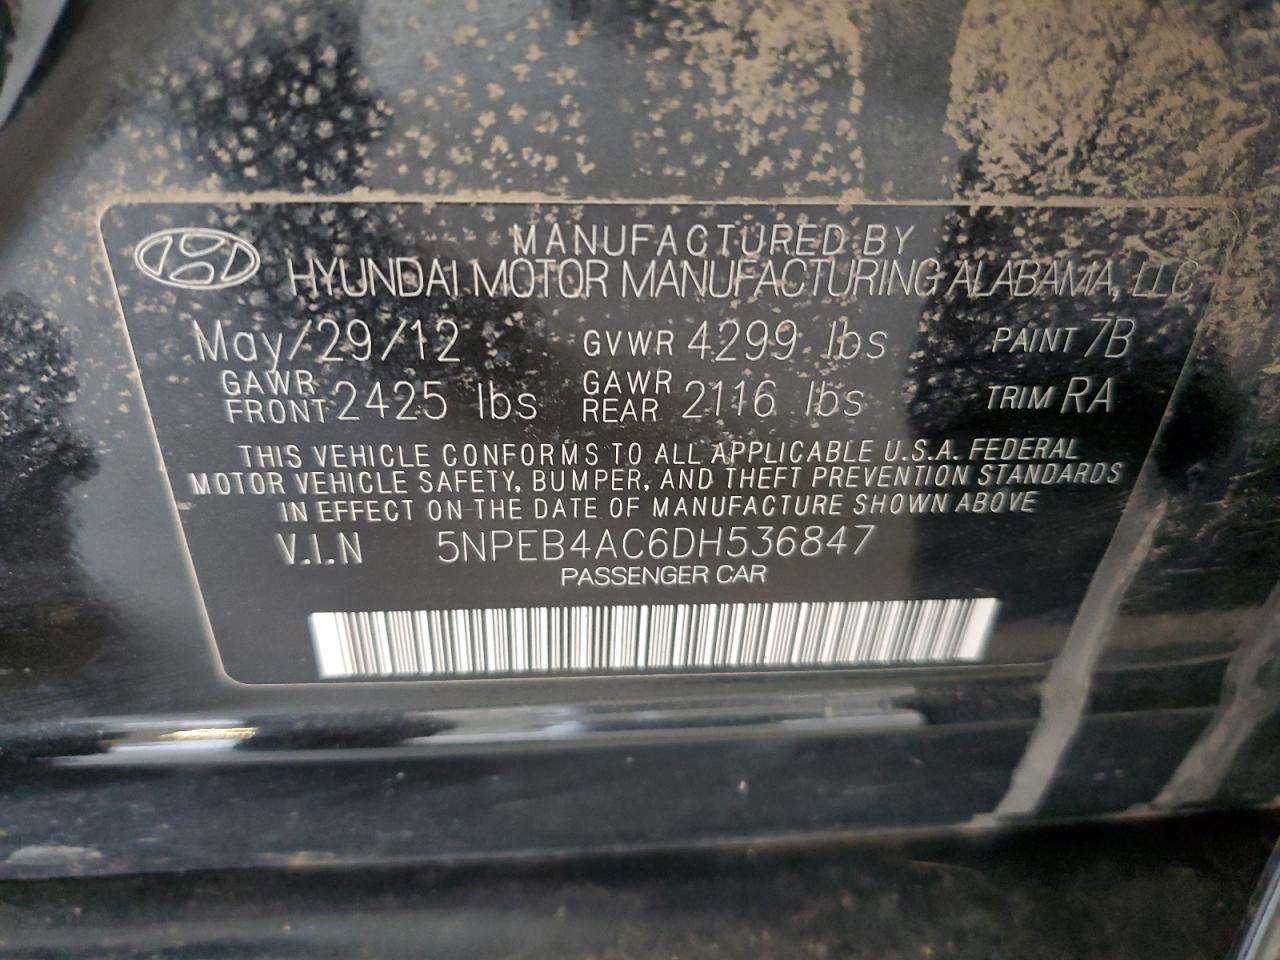 MANUFACTURED BY
HYUNDAI MOTOR MANUFACTURING ALABAMA, LLC
May/29/12 GVWR 4299 lbs PAINT 7B
GAWR FRONT 2425 lbs GAWR REAR 2116 lbs TRIM RA
THIS VEHICLE CONFORMS TO ALL APPLICABLE U.S.A. FEDERAL
MOTOR VEHICLE SAFETY, BUMPER, AND THEFT PREVENTION STANDARDS
IN EFFECT ON THE DATE OF MANUFACTURE SHOWN ABOVE
V.I.N 5NPEB4AC6DH536847
PASSENGER CAR